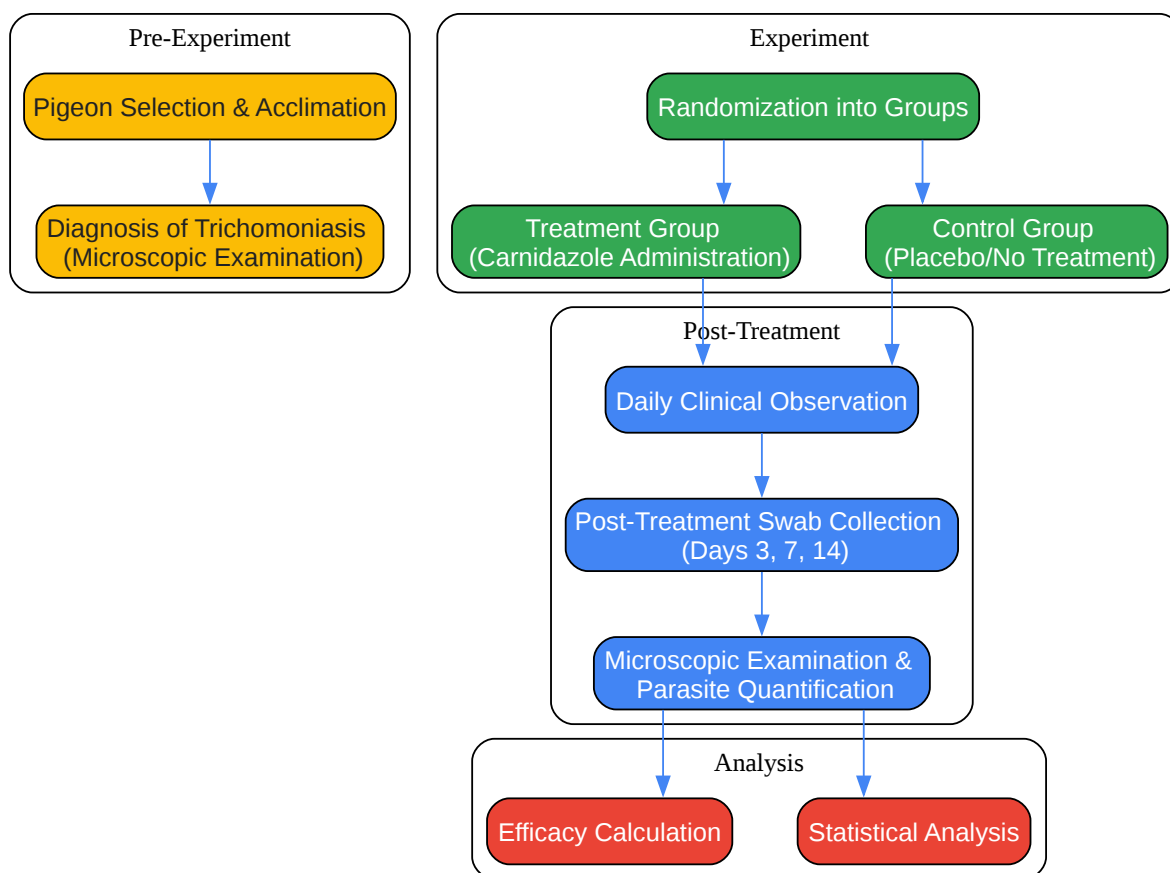 Pre-Experiment
Pigeon Selection & Acclimation
Diagnosis of Trichomoniasis
(Microscopic Examination)
Experiment
Randomization into Groups
Treatment Group
(Carnidazole Administration)
Control Group
(Placebo/No Treatment)
Post-Treatment
Daily Clinical Observation
Post-Treatment Swab Collection
(Days 3, 7, 14)
Microscopic Examination &
Parasite Quantification
Analysis
Efficacy Calculation
Statistical Analysis